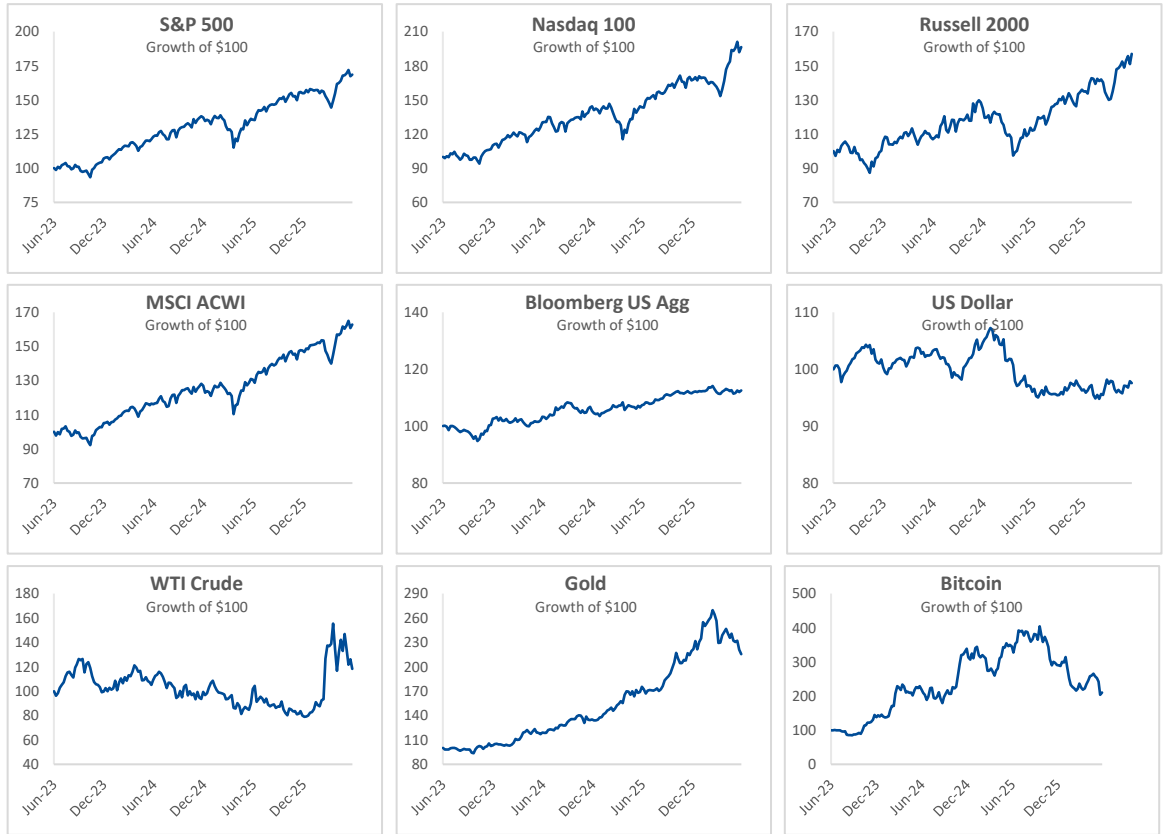 S&P 500
Growth of $100
200
175
150
125
100
75
Jun-23
Dec-23
Jun-24
Dec-24
Jun-25
Dec-25
Nasdaq 100
Growth of $100
210
180
150
120
90
60
Jun-23
Dec-23
Jun-24
Dec-24
Jun-25
Dec-25
Russell 2000
Growth of $100
170
150
130
110
90
70
Jun-23
Dec-23
Jun-24
Dec-24
Jun-25
Dec-25
MSCI ACWI
Growth of $100
170
150
130
110
90
70
Jun-23
Dec-23
Jun-24
Dec-24
Jun-25
Dec-25
Bloomberg US Agg
Growth of $100
140
120
100
80
Jun-23
Dec-23
Jun-24
Dec-24
Jun-25
Dec-25
US Dollar
Growth of $100
110
100
90
80
Jun-23
Dec-23
Jun-24
Dec-24
Jun-25
Dec-25
WTI Crude
Growth of $100
180
160
140
120
100
80
60
40
Jun-23
Dec-23
Jun-24
Dec-24
Jun-25
Dec-25
Gold
Growth of $100
290
260
230
200
170
140
110
80
Jun-23
Dec-23
Jun-24
Dec-24
Jun-25
Dec-25
Bitcoin
Growth of $100
500
400
300
200
100
0
Jun-23
Dec-23
Jun-24
Dec-24
Jun-25
Dec-25